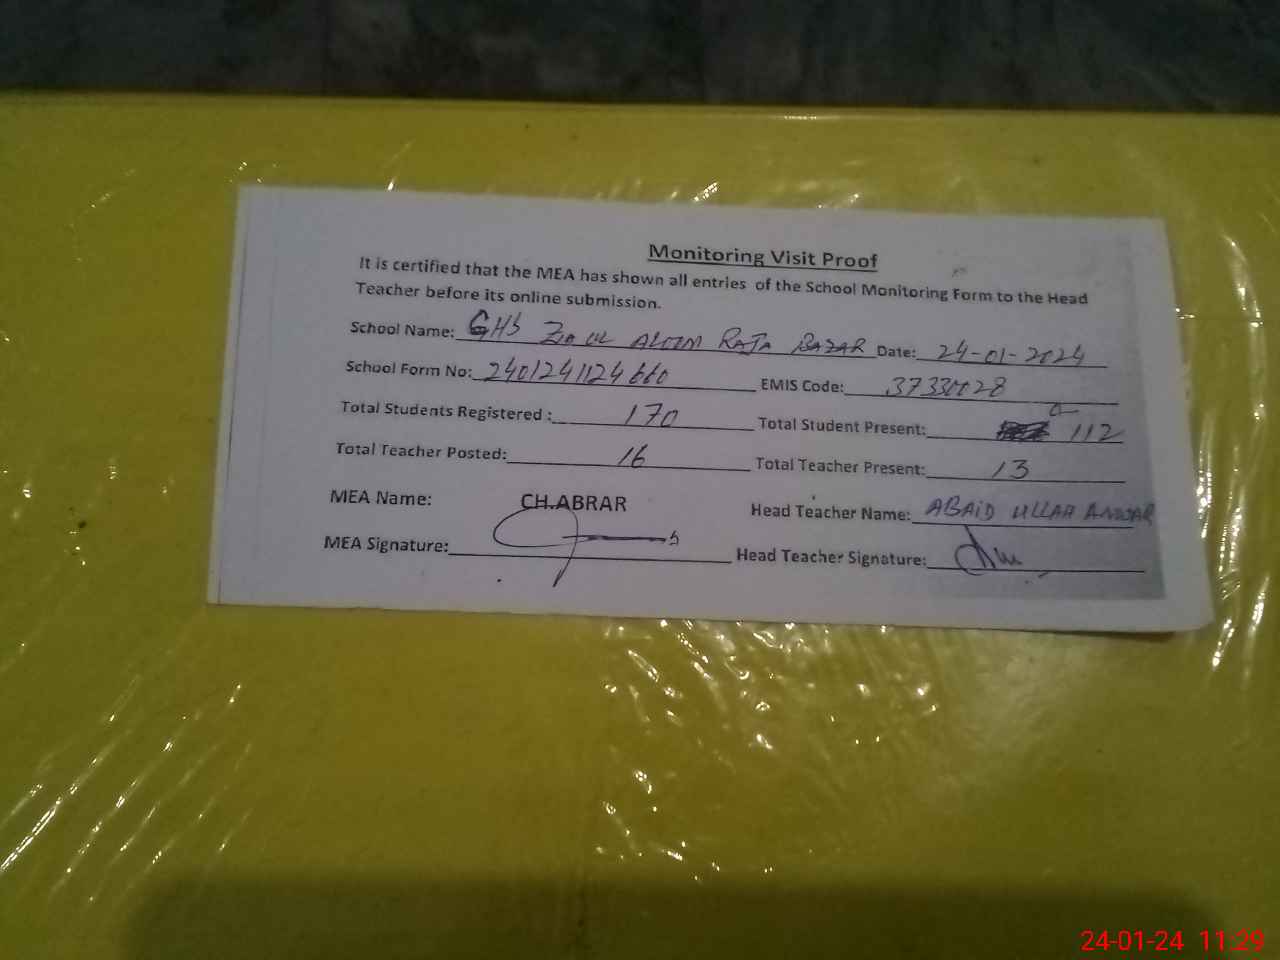 Monitoring Visit Proof
It is certified that the MEA has shown all entries of the School Monitoring Form to the Head
Teacher before its online submission.
School Name: GHS Zia UL ALOOM RAJA BAZAR Date: 24-01-2024
School Form No: 2401241124660 EMIS Code: 37330028
Total Students Registered : 170 Total Student Present: 112
Total Teacher Posted: 16 Total Teacher Present: 13
MEA Name: CH.ABRAR Head Teacher Name: ABAID ULLAH ANWAR
MEA Signature: Head Teacher Signature:
24-01-24 11:29